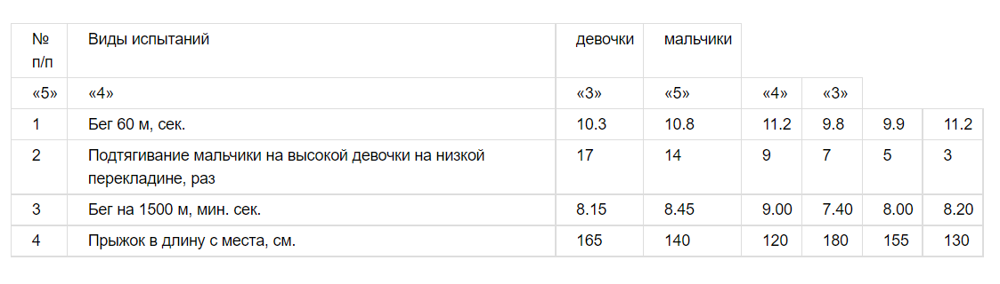 № п/п Виды испытаний девочки мальчики
«5» «4» «3» «5» «4» «3»
1 Бег 60 м, сек. 10.3 10.8 11.2 9.8 9.9 11.2
2 Подтягивание мальчики на высокой девочки на низкой 17 14 9 7 5 3
перекладине, раз
3 Бег на 1500 м, мин. сек. 8.15 8.45 9.00 7.40 8.00 8.20
4 Прыжок в длину с места, см. 165 140 120 180 155 130